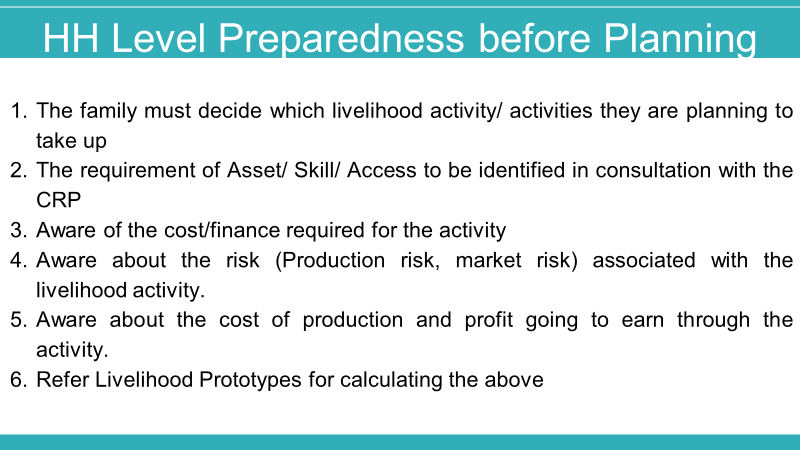 HH Level Preparedness before Planning
1. The family must decide which livelihood activity/ activities they are planning to
take up
2. The requirement of Asset/ Skill/ Access to be identified in consultation with the
CRP
3. Aware of the cost/finance required for the activity
4. Aware about the risk (Production risk, market risk) associated with the
livelihood activity.
5. Aware about the cost of production and profit going to earn through the
activity.
6. Refer Livelihood Prototypes for calculating the above